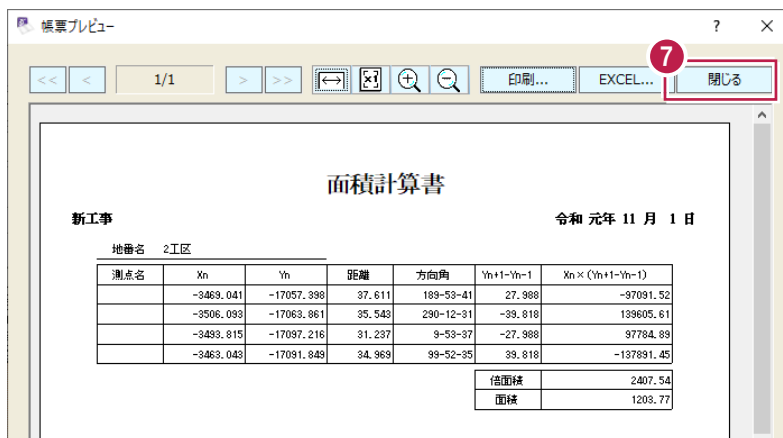 帳票プレビュー ? ×
7
<< < 1/1 > >> 印刷... EXCEL... 閉じる
面積計算書
新工事 令和 元年 11 月 1 日
地番名 2工区
測点名 Xn Yn 距離 方向角 Yn+1-Yn-1 Xn×(Yn+1-Yn-1)
-3469.041 -17057.398 37.611 189-53-41 27.988 -97091.52
-3506.093 -17063.861 35.543 290-12-31 -39.818 139605.61
-3493.815 -17097.216 31.237 9-53-37 -27.988 97784.89
-3463.043 -17091.849 34.969 99-52-35 39.818 -137891.45
倍面積 2407.54
面積 1203.77